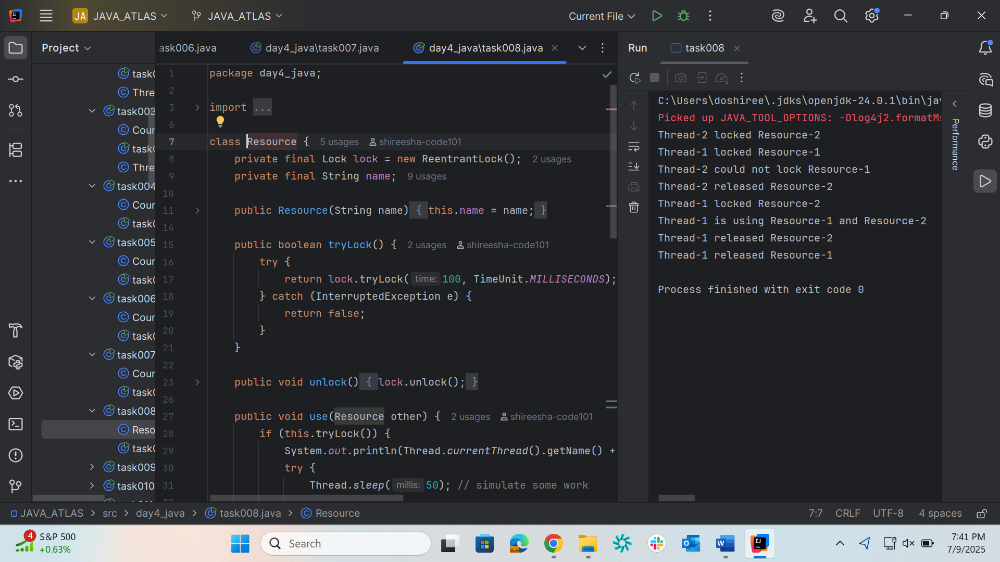 JA JAVA_ATLAS JAVA_ATLAS Current File
Project
task0
Thre
task003
Cour
task0
Thre
task004
Cour
task0
task005
Cour
task0
task006
Cour
task0
task007
Cour
task0
task008
Reso
task0
task009
task010
ask006.java day4_java\task007.java day4_java\task008.java
1 package day4_java;
2
3 import ...
6
7 class Resource { 5 usages shireesha-code101
8 private final Lock lock = new ReentrantLock(); 2 usages
9 private final String name; 9 usages
10
11 public Resource(String name) { this.name = name; }
14
15 public boolean tryLock() { 2 usages shireesha-code101
16 try {
17 return lock.tryLock( time: 100, TimeUnit.MILLISECONDS);
18 } catch (InterruptedException e) {
19 return false;
20 }
21 }
22
23 public void unlock() { lock.unlock(); }
26
27 public void use(Resource other) { 2 usages shireesha-code101
28 if (this.tryLock()) {
29 System.out.println(Thread.currentThread().getName() +
30 try {
31 Thread.sleep( millis: 50); // simulate some work
Run task008
C:\Users\doshiree\.jdks\openjdk-24.0.1\bin\jav
Picked up JAVA_TOOL_OPTIONS: -Dlog4j2.formatMs
Thread-2 locked Resource-2
Thread-1 locked Resource-1
Thread-2 could not lock Resource-1
Thread-2 released Resource-2
Thread-1 locked Resource-2
Thread-1 is using Resource-1 and Resource-2
Thread-1 released Resource-2
Thread-1 released Resource-1
Process finished with exit code 0
Performance
JAVA_ATLAS > src > day4_java > task008.java > Resource 7:7 CRLF UTF-8 4 spaces
4 S&P 500
+0.63%
Search
7:41 PM
7/9/2025